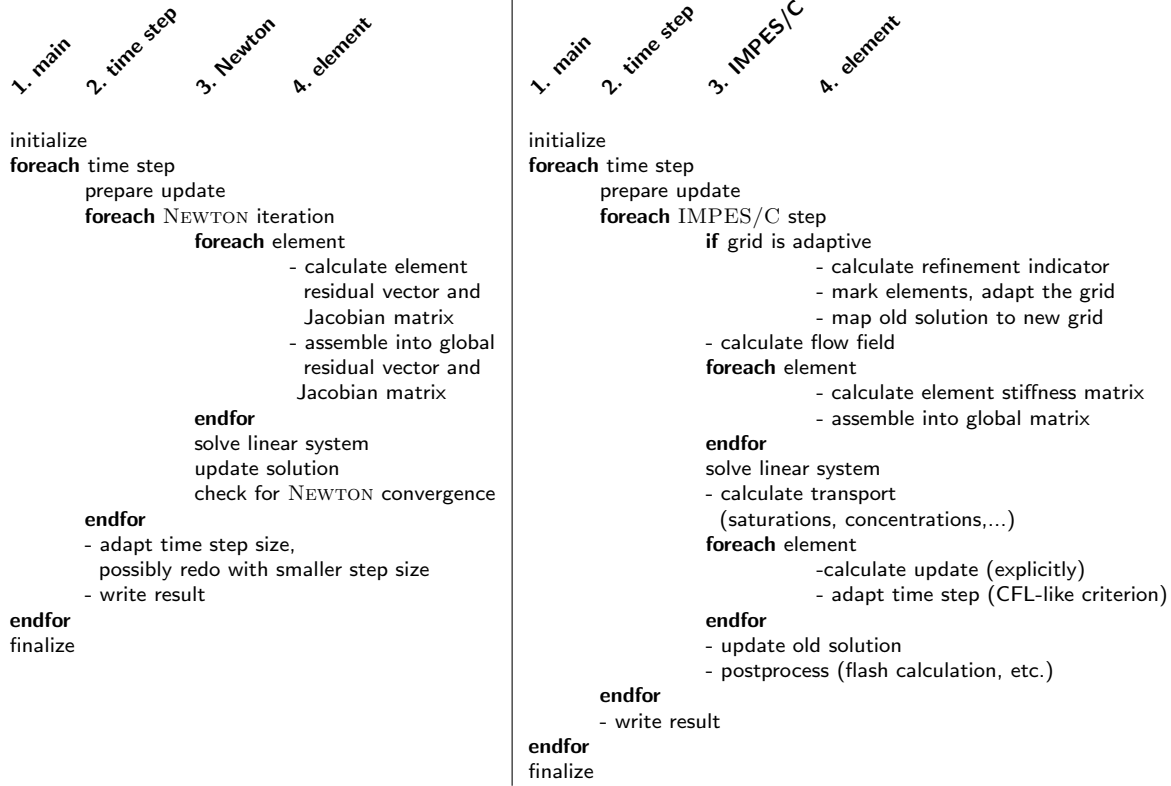 1. main
2. time step
3. Newton
4. element
initialize
foreach time step
prepare update
foreach NEWTON iteration
foreach element
- calculate element
residual vector and
Jacobian matrix
- assemble into global
residual vector and
Jacobian matrix
endfor
solve linear system
update solution
check for NEWTON convergence
endfor
- adapt time step size,
possibly redo with smaller step size
- write result
endfor
finalize
1. main
2. time step
3. IMPES/C
4. element
initialize
foreach time step
prepare update
foreach IMPES/C step
if grid is adaptive
- calculate refinement indicator
- mark elements, adapt the grid
- map old solution to new grid
- calculate flow field
foreach element
- calculate element stiffness matrix
- assemble into global matrix
endfor
solve linear system
- calculate transport
(saturations, concentrations,...)
foreach element
-calculate update (explicitly)
- adapt time step (CFL-like criterion)
endfor
- update old solution
- postprocess (flash calculation, etc.)
endfor
- write result
endfor
finalize